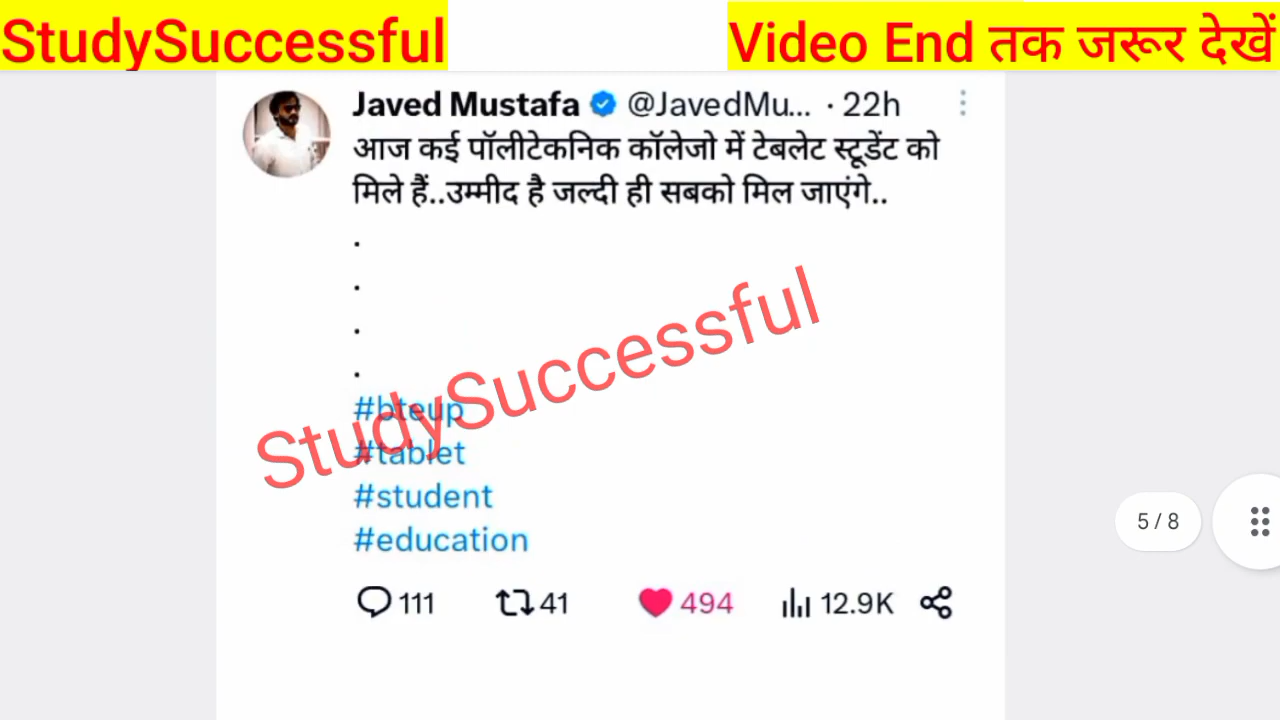 StudySuccessful
Video End तक जरूर देखें
Javed Mustafa @JavedMu... · 22h
आज कई पॉलीटेकनिक कॉलेजो में टेबलेट स्टूडेंट को
मिले हैं..उम्मीद है जल्दी ही सबको मिल जाएंगे..
.
.
.
.
StudySuccessful
#bteup
#tablet
#student
#education
5 / 8
111 41 494 12.9K